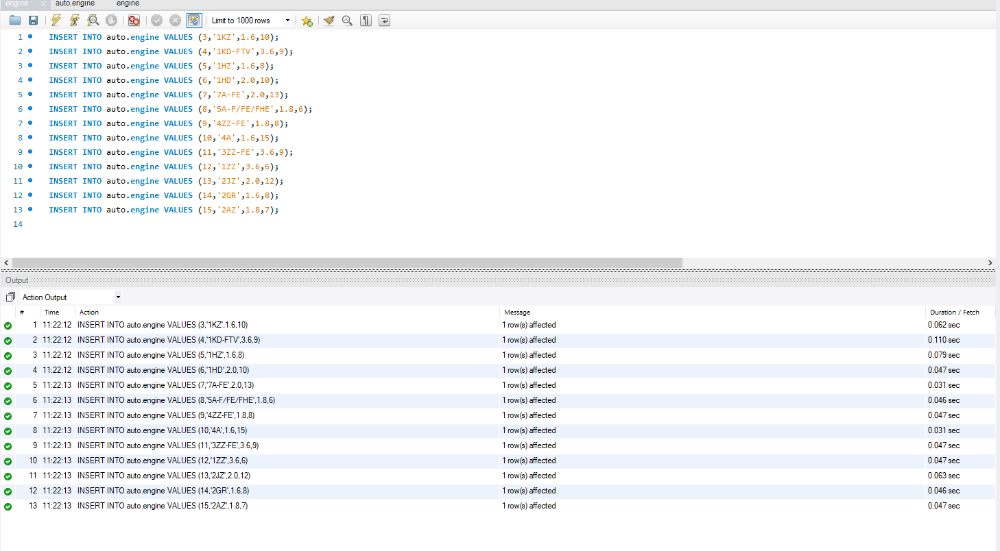 engine auto.engine engine
Limit to 1000 rows
1 INSERT INTO auto.engine VALUES (3,'1KZ',1.6,10);
2 INSERT INTO auto.engine VALUES (4,'1KD-FTV',3.6,9);
3 INSERT INTO auto.engine VALUES (5,'1HZ',1.6,8);
4 INSERT INTO auto.engine VALUES (6,'1HD',2.0,10);
5 INSERT INTO auto.engine VALUES (7,'7A-FE',2.0,13);
6 INSERT INTO auto.engine VALUES (8,'5A-F/FE/FHE',1.8,6);
7 INSERT INTO auto.engine VALUES (9,'4ZZ-FE',1.8,8);
8 INSERT INTO auto.engine VALUES (10,'4A',1.6,15);
9 INSERT INTO auto.engine VALUES (11,'3ZZ-FE',3.6,9);
10 INSERT INTO auto.engine VALUES (12,'1ZZ',3.6,6);
11 INSERT INTO auto.engine VALUES (13,'2JZ',2.0,12);
12 INSERT INTO auto.engine VALUES (14,'2GR',1.6,8);
13 INSERT INTO auto.engine VALUES (15,'2AZ',1.8,7);
14
Output
Action Output
# Time Action Message Duration / Fetch
1 11:22:12 INSERT INTO auto.engine VALUES (3,'1KZ',1.6,10) 1 row(s) affected 0.062 sec
2 11:22:12 INSERT INTO auto.engine VALUES (4,'1KD-FTV',3.6,9) 1 row(s) affected 0.110 sec
3 11:22:12 INSERT INTO auto.engine VALUES (5,'1HZ',1.6,8) 1 row(s) affected 0.079 sec
4 11:22:12 INSERT INTO auto.engine VALUES (6,'1HD',2.0,10) 1 row(s) affected 0.047 sec
5 11:22:13 INSERT INTO auto.engine VALUES (7,'7A-FE',2.0,13) 1 row(s) affected 0.031 sec
6 11:22:13 INSERT INTO auto.engine VALUES (8,'5A-F/FE/FHE',1.8,6) 1 row(s) affected 0.046 sec
7 11:22:13 INSERT INTO auto.engine VALUES (9,'4ZZ-FE',1.8,8) 1 row(s) affected 0.047 sec
8 11:22:13 INSERT INTO auto.engine VALUES (10,'4A',1.6,15) 1 row(s) affected 0.031 sec
9 11:22:13 INSERT INTO auto.engine VALUES (11,'3ZZ-FE',3.6,9) 1 row(s) affected 0.047 sec
10 11:22:13 INSERT INTO auto.engine VALUES (12,'1ZZ',3.6,6) 1 row(s) affected 0.047 sec
11 11:22:13 INSERT INTO auto.engine VALUES (13,'2JZ',2.0,12) 1 row(s) affected 0.063 sec
12 11:22:13 INSERT INTO auto.engine VALUES (14,'2GR',1.6,8) 1 row(s) affected 0.046 sec
13 11:22:13 INSERT INTO auto.engine VALUES (15,'2AZ',1.8,7) 1 row(s) affected 0.047 sec